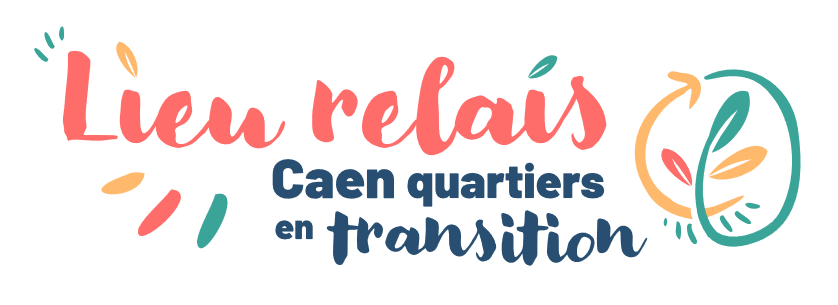 Lieu relais
Caen quartiers
en transition